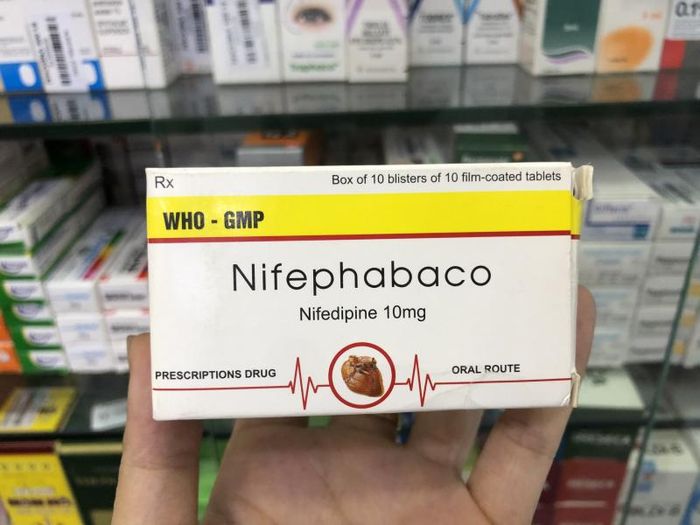 Rx
Box of 10 blisters of 10 film-coated tablets
WHO - GMP
Nifephabaco
Nifedipine 10mg
PRESCRIPTIONS DRUG
ORAL ROUTE